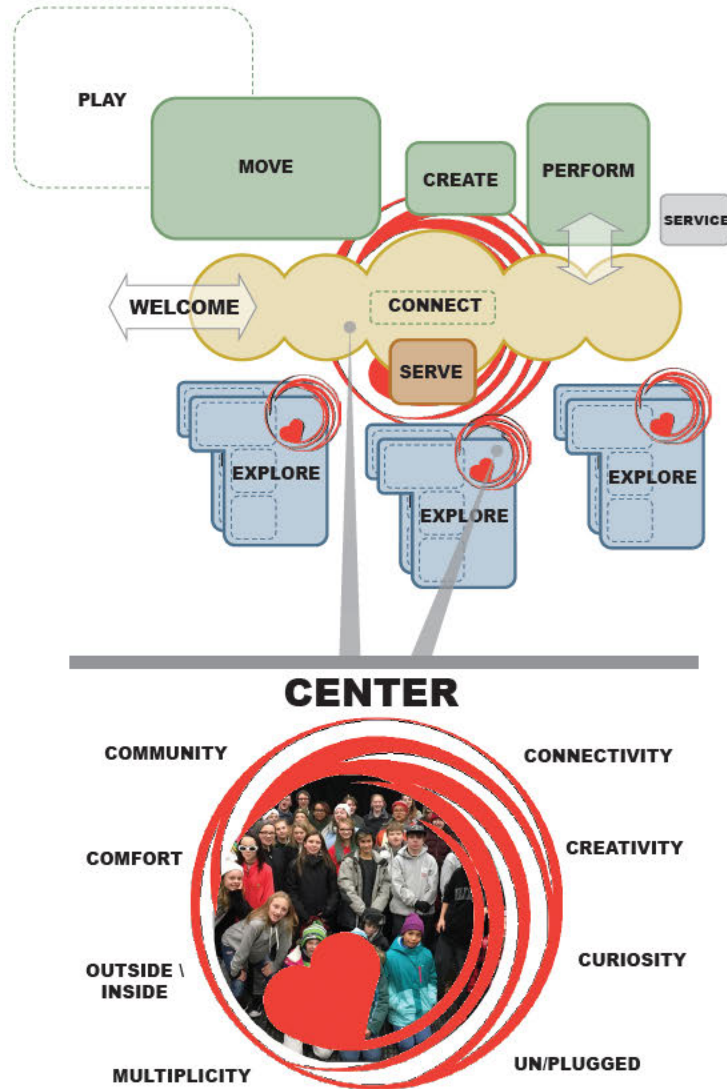 PLAY
MOVE
CREATE
PERFORM
SERVICE
WELCOME
CONNECT
SERVE
EXPLORE
EXPLORE
EXPLORE
CENTER
COMMUNITY
CONNECTIVITY
COMFORT
CREATIVITY
OUTSIDE \
INSIDE
CURIOSITY
MULTIPLICITY
UN/PLUGGED